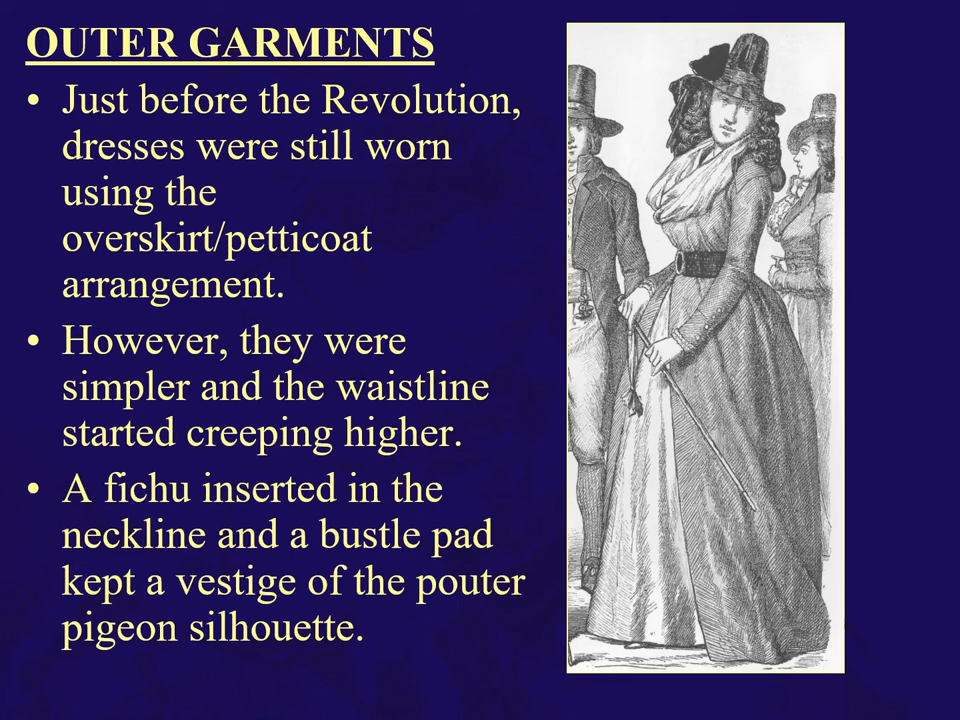 OUTER GARMENTS
• Just before the Revolution,
dresses were still worn
using the
overskirt/petticoat
arrangement.
• However, they were
simpler and the waistline
started creeping higher.
• A fichu inserted in the
neckline and a bustle pad
kept a vestige of the pouter
pigeon silhouette.